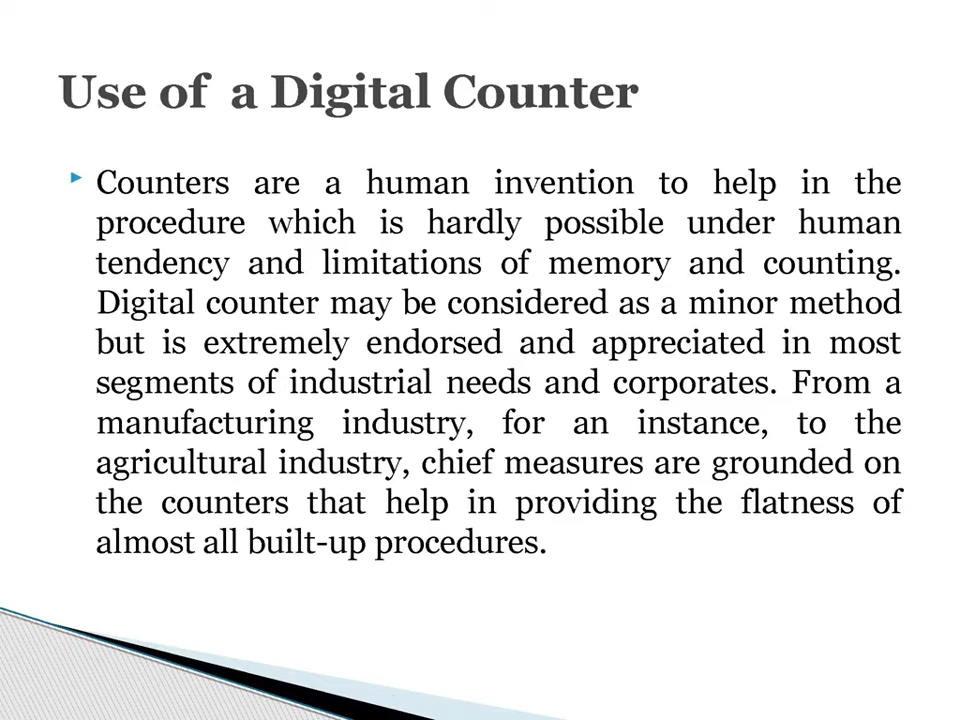 Use of a Digital Counter
Counters are a human invention to help in the
procedure which is hardly possible under human
tendency and limitations of memory and counting.
Digital counter may be considered as a minor method
but is extremely endorsed and appreciated in most
segments of industrial needs and corporates. From a
manufacturing industry, for an instance, to the
agricultural industry, chief measures are grounded on
the counters that help in providing the flatness of
almost all built-up procedures.